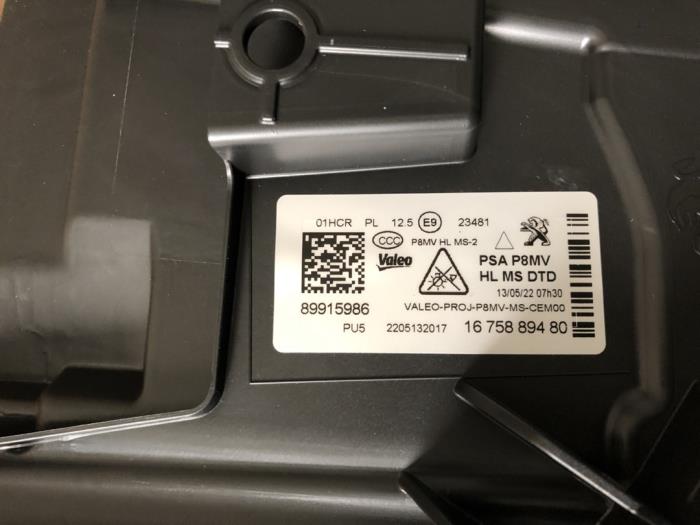 01HCR PL 12.5 E9 23481
CCC P8MV HL MS-2
Valeo PSA P8MV
HL MS DTD
13/05/22 07h30
89915986 VALEO-PROJ-P8MV-MS-CEM00
PU5 2205132017 16 758 894 80